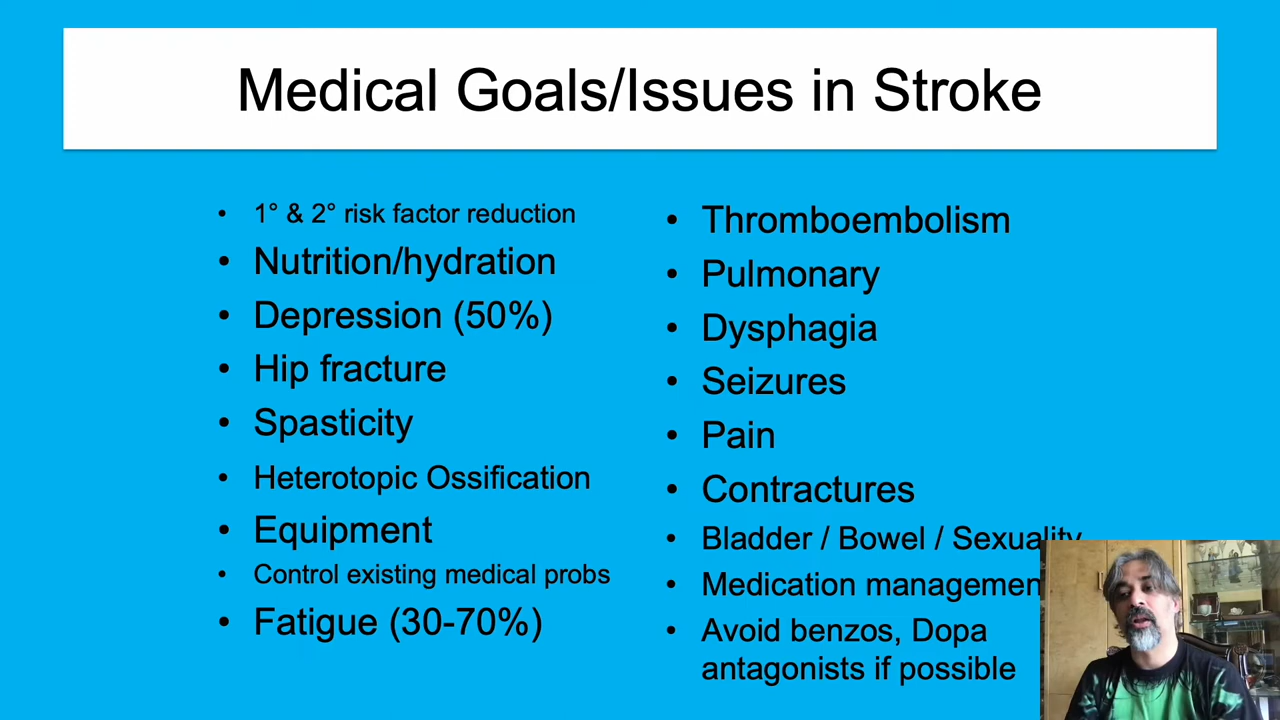 Medical Goals/Issues in Stroke
• 1° & 2° risk factor reduction
• Nutrition/hydration
• Depression (50%)
• Hip fracture
• Spasticity
• Heterotopic Ossification
• Equipment
• Control existing medical probs
• Fatigue (30-70%)
• Thromboembolism
• Pulmonary
• Dysphagia
• Seizures
• Pain
• Contractures
• Bladder / Bowel / Sexuality
• Medication managemen
• Avoid benzos, Dopa
antagonists if possible